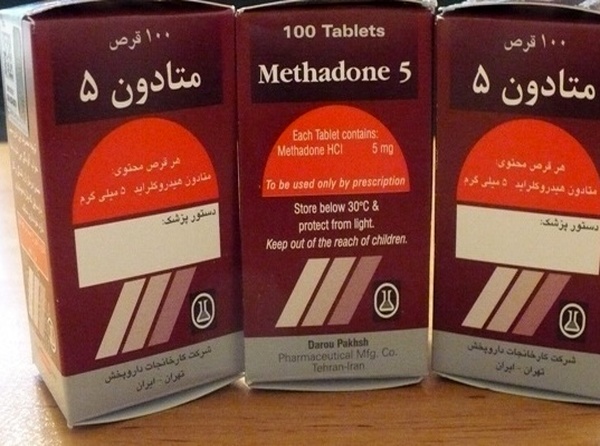 ۱۰۰ قرص
متادون ۵
هر قرص محتوی:
متادون هیدروکلراید ۵ میلی گرم
دستور پزشک:
شرکت کارخانجات داروپخش
تهران - ایران
100 Tablets
Methadone 5
Each Tablet contains:
Methadone HCl 5 mg
To be used only by prescription
Store below 30°C &
protect from light.
Keep out of the reach of children.
Darou Pakhsh
Pharmaceutical Mfg. Co.
Tehran-Iran
۱۰۰ قرص
متادون ۵
هر قرص محتوی:
متادون هیدروکلراید ۵ میلی گرم
دستور پزشک:
شرکت کارخانجات داروپخش
تهران - ایران